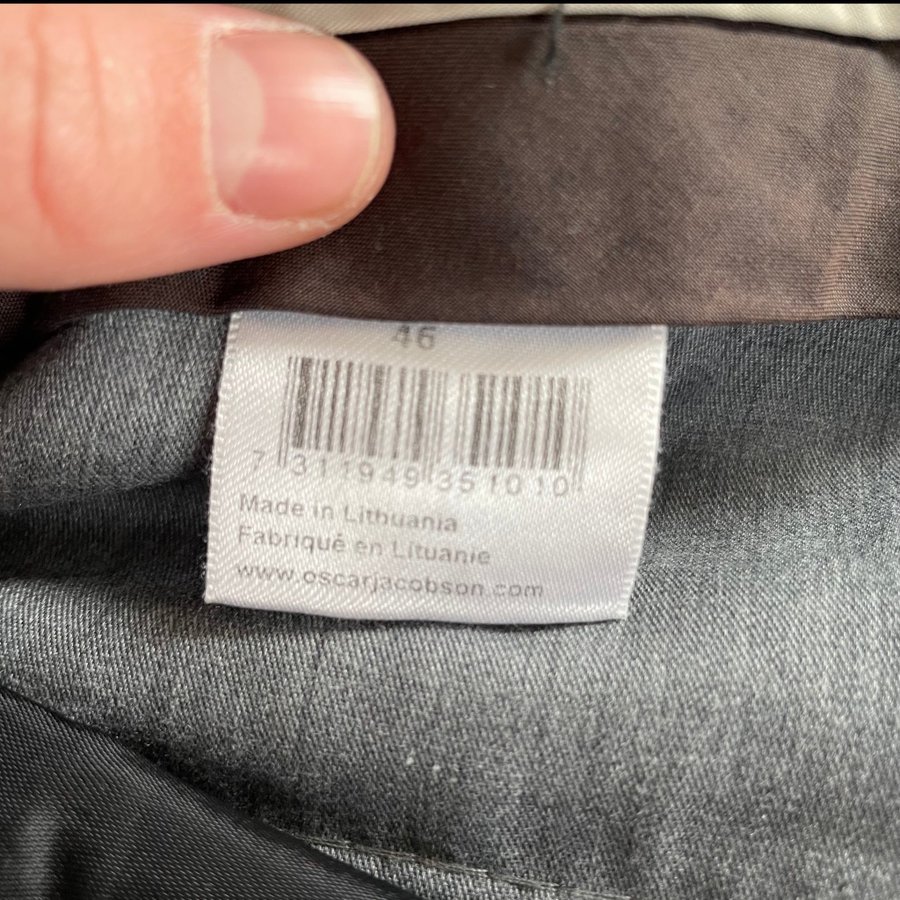 46
7 311949 351010
Made in Lithuania
Fabriqué en Lituanie
www.oscarjacobson.com